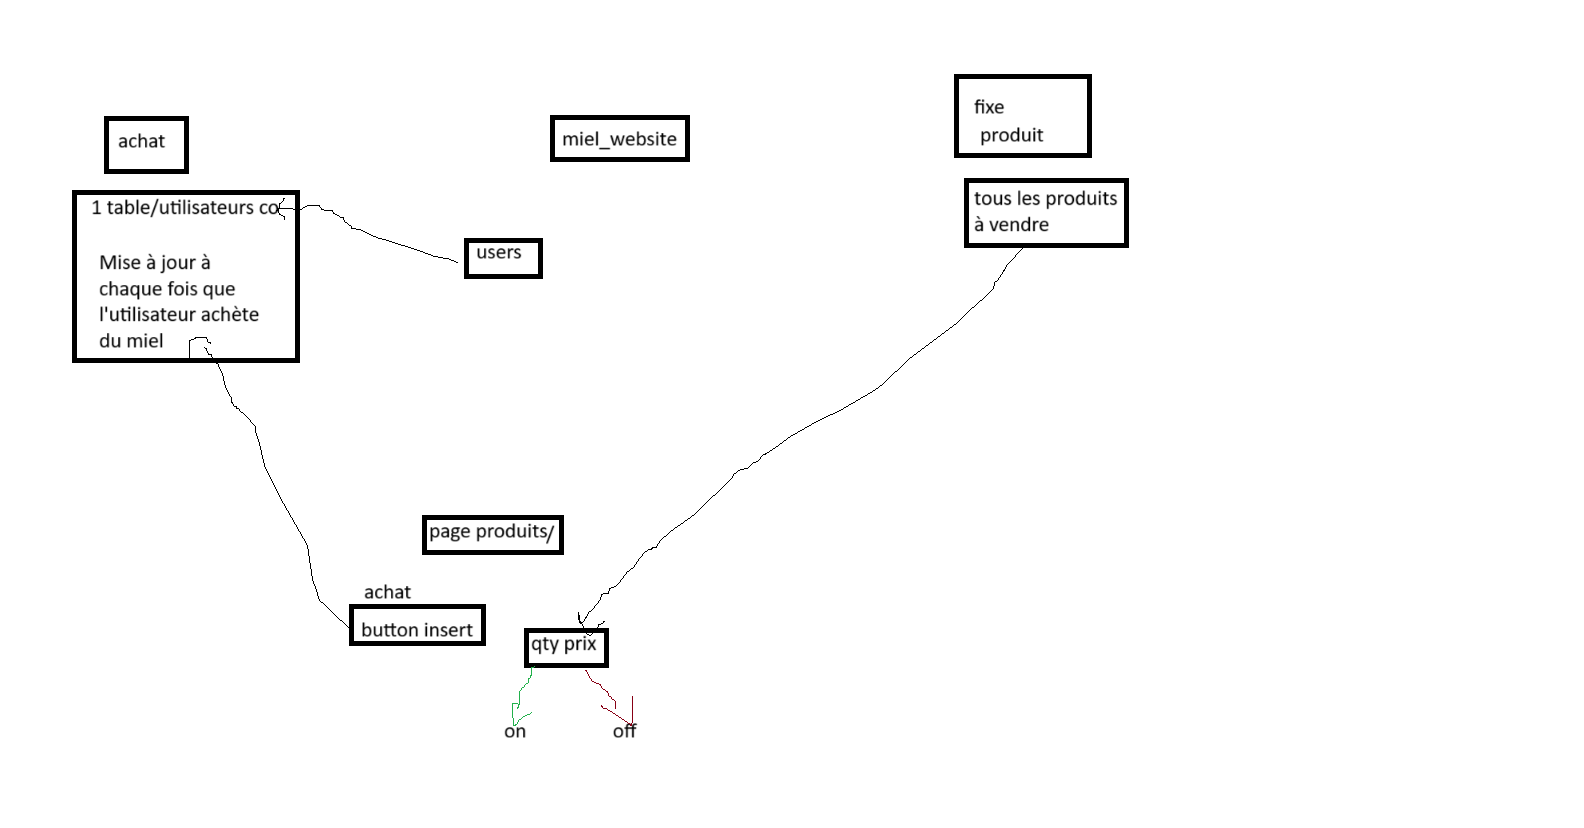 fixe
produit
achat
miel_website
tous les produits
à vendre
1 table/utilisateurs co
users
Mise à jour à
chaque fois que
l'utilisateur achète
du miel
page produits/
achat
button insert
qty prix
on
off